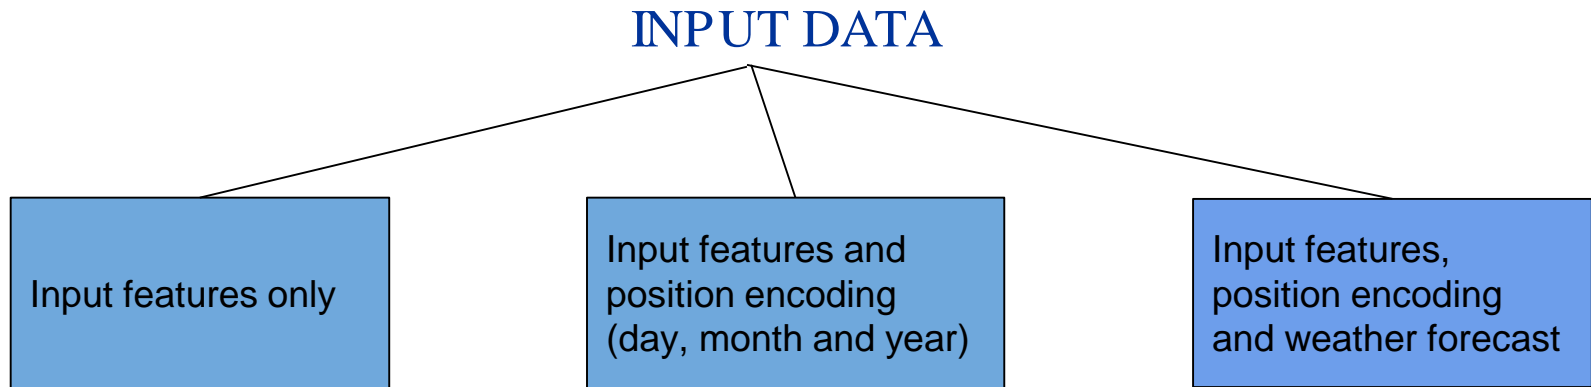 INPUT DATA
Input features only
Input features and
position encoding
(day, month and year)
Input features,
position encoding
and weather forecast